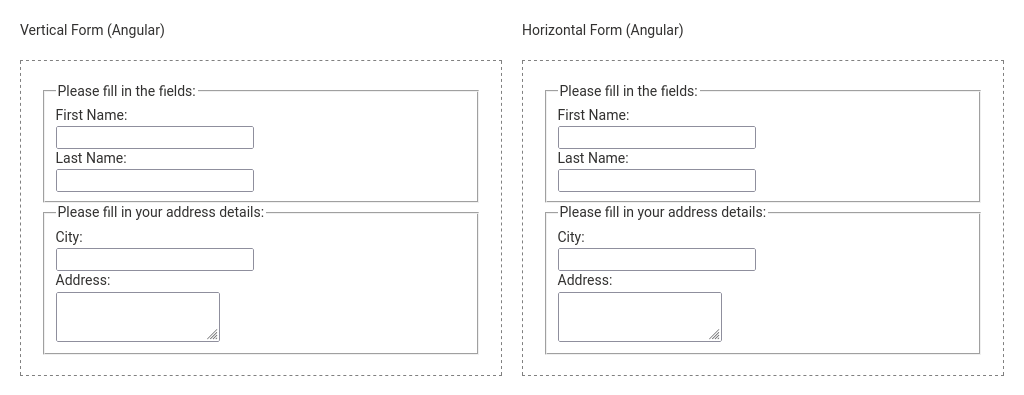 Vertical Form (Angular)
Please fill in the fields:
First Name:
Last Name:
Please fill in your address details:
City:
Address:
Horizontal Form (Angular)
Please fill in the fields:
First Name:
Last Name:
Please fill in your address details:
City:
Address: